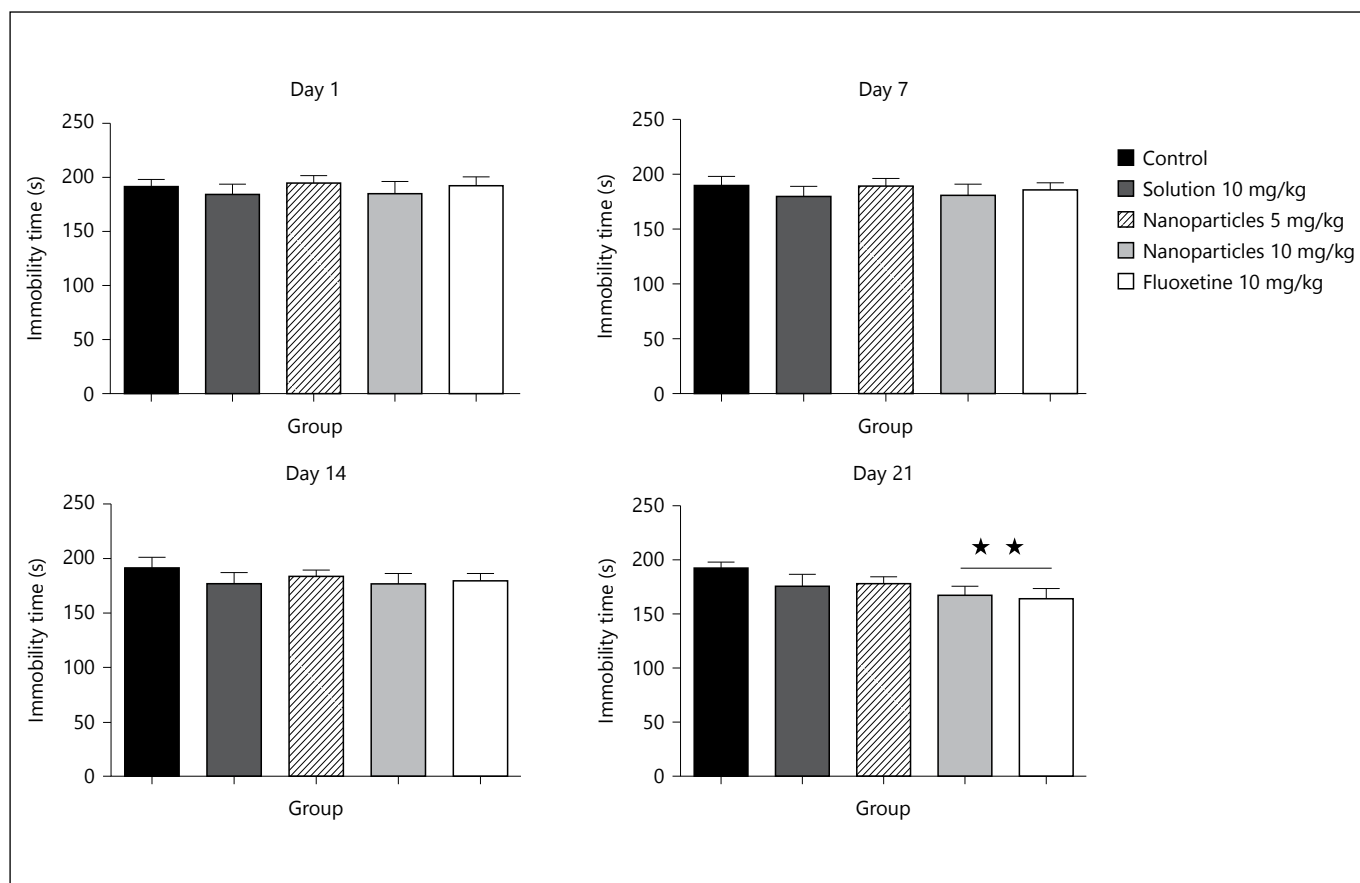 Day 1
250
200
150
100
50
0
Immobility time (s)
Group
Day 7
250
200
150
100
50
0
Immobility time (s)
Group
Control
Solution 10 mg/kg
Nanoparticles 5 mg/kg
Nanoparticles 10 mg/kg
Fluoxetine 10 mg/kg
Day 14
250
200
150
100
50
0
Immobility time (s)
Group
Day 21
250
200
150
100
50
0
Immobility time (s)
★ ★
Group